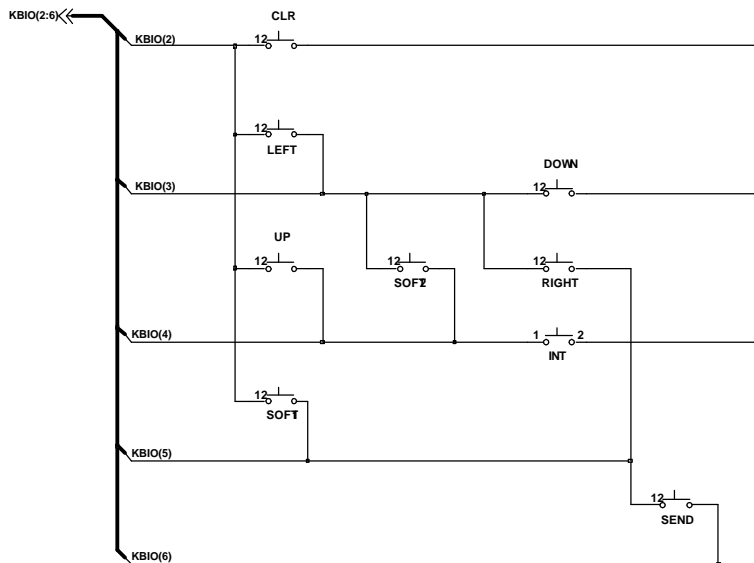 KBIO(2:6)
CLR
KBIO(2)
12
12
LEFT
DOWN
KBIO(3)
12
UP
12
12
12
SOFT2
RIGHT
KBIO(4)
1 2
INT
12
SOFT1
KBIO(5)
12
SEND
KBIO(6)